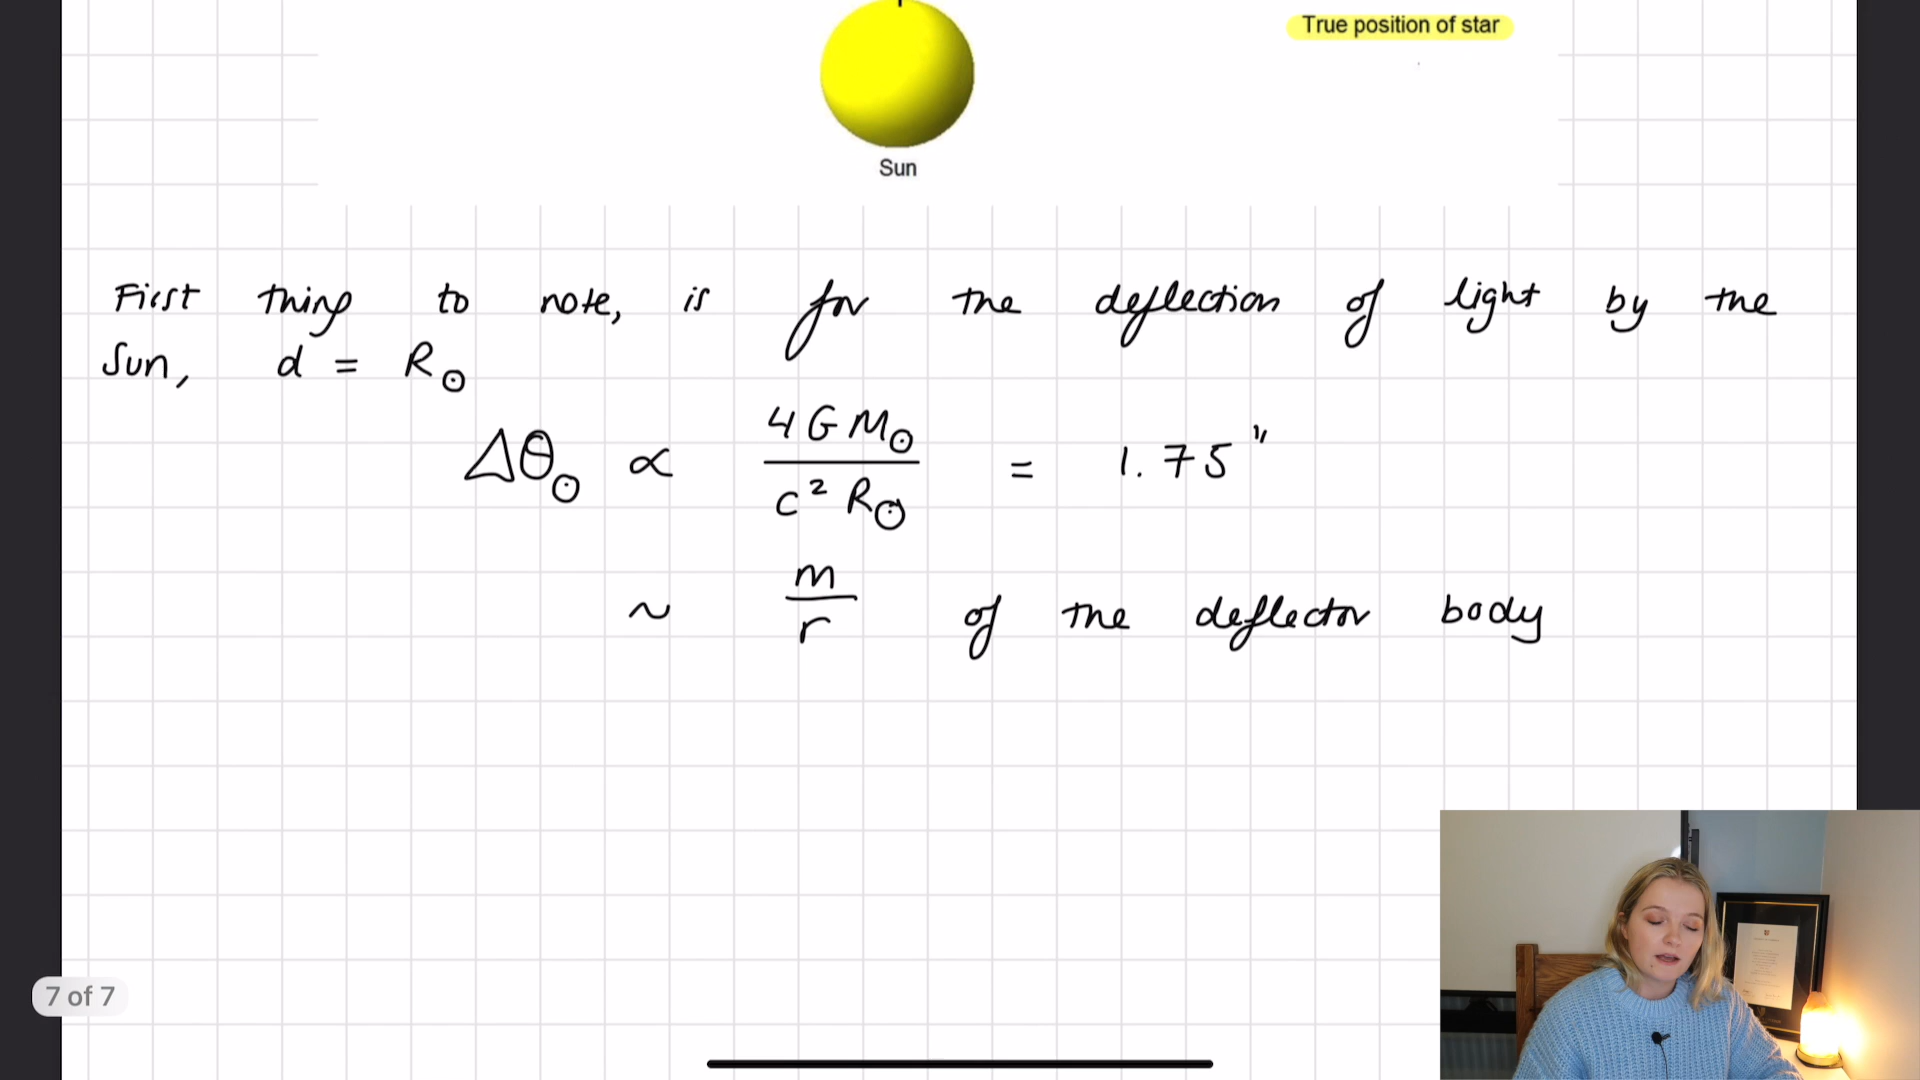 True position of star
Sun
First thing to note, is for the deflection of light by the
Sun, d = R⊙
Δθ⊙ ∝ 4GM⊙ / c² R⊙ = 1.75"
~ m / r of the deflector body
7 of 7